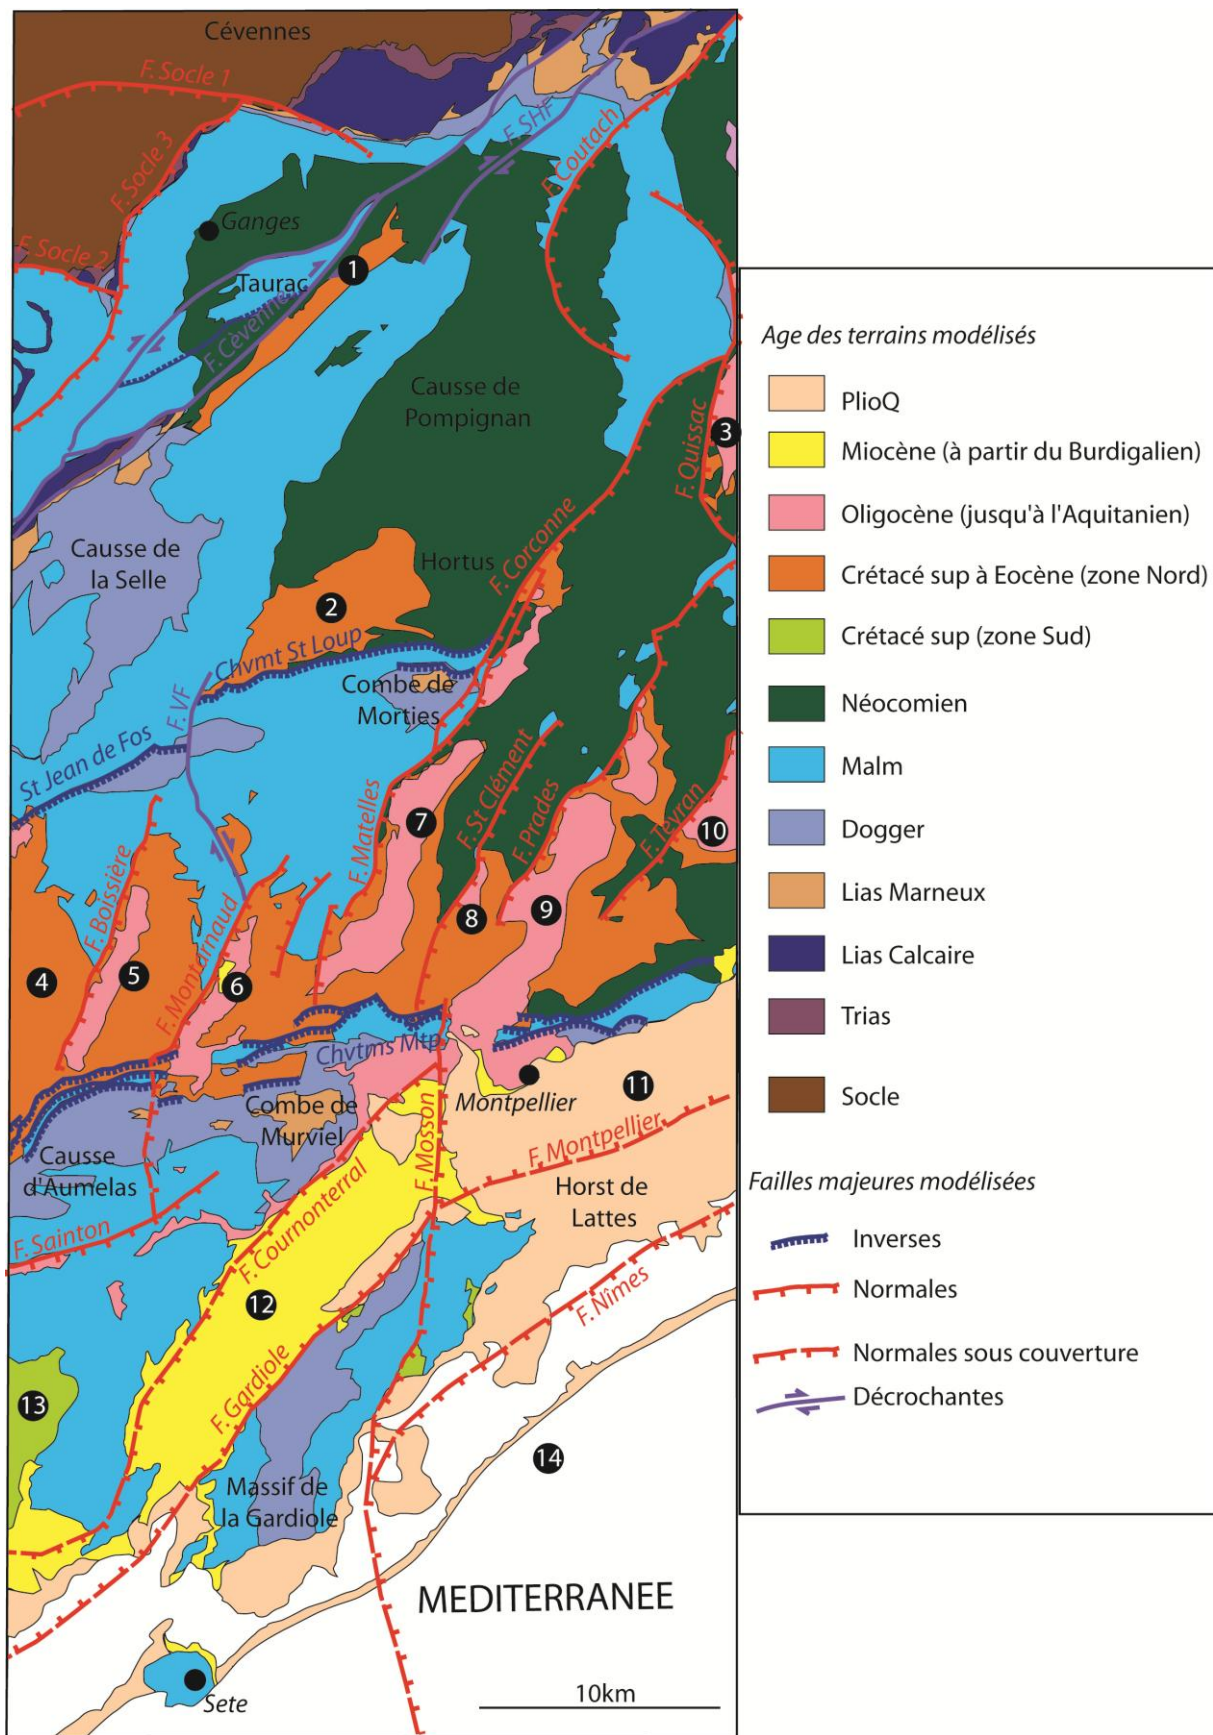 Cévennes
F. Socle 1
F. SHF
F. Socle 3
F. Coutach
Ganges
F. Socle 2
1
Taurac
F. Cévennes
Causse de
Pompignan
3
F. Quissac
Causse de
la Selle
Hortus
F. Corconne
2
Chvmt St Loup
Combe de
Morties
F. VF
St Jean de Fos
F. Matelles
7
F. St Clément
F. Prades
F. Teyran
10
F. Boissière
8
9
F. Montarnaud
4
5
6
Chvtms Mtp
Montpellier
11
Combe de
Murviel
F. Mosson
F. Montpellier
Causse
d'Aumelas
Horst de
Lattes
F. Sainton
F. Cournonterral
F. Nîmes
12
F. Gardiole
13
14
Massif de
la Gardiole
MEDITERRANEE
Sete
10km
Age des terrains modélisés
PlioQ
Miocène (à partir du Burdigalien)
Oligocène (jusqu'à l'Aquitanien)
Crétacé sup à Eocène (zone Nord)
Crétacé sup (zone Sud)
Néocomien
Malm
Dogger
Lias Marneux
Lias Calcaire
Trias
Socle
Failles majeures modélisées
Inverses
Normales
Normales sous couverture
Décrochantes